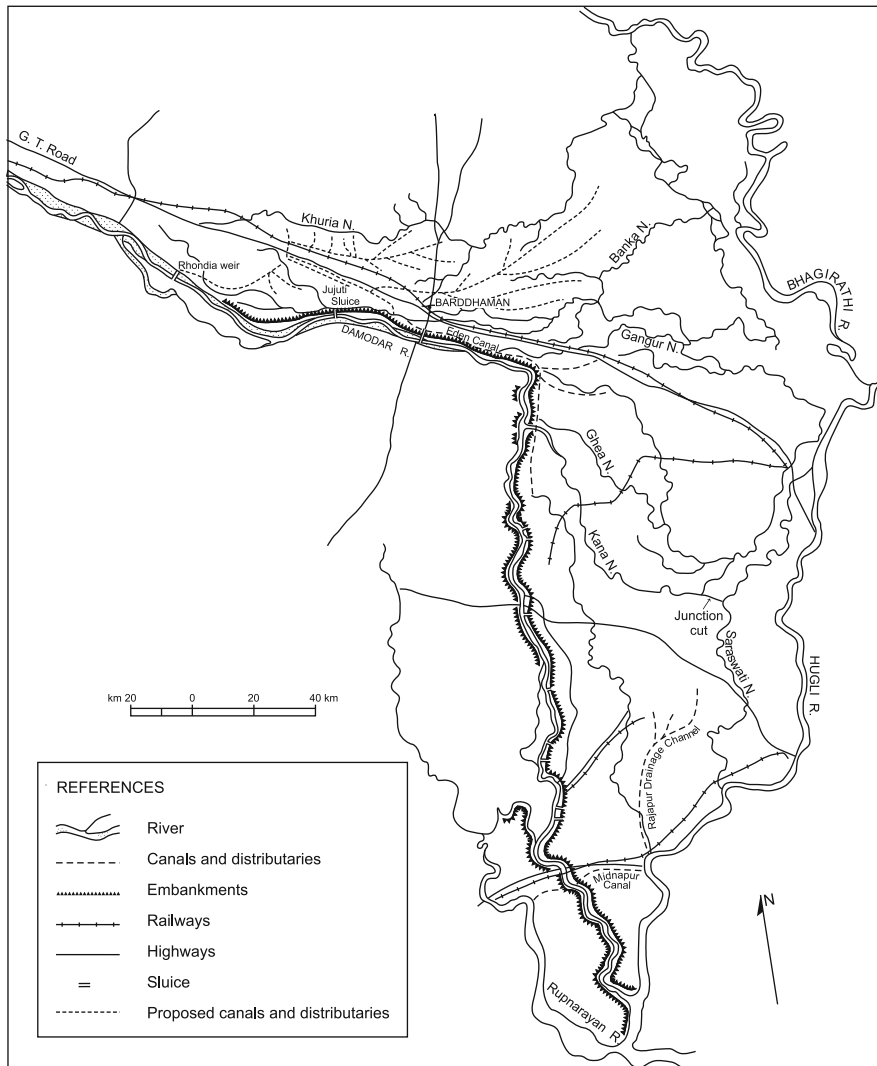 G. T. Road
Khuria N.
Rhondia weir
Jujuti
Sluice
DAMODAR R.
BARDDHAMAN
Eden Canal
Banka N.
BHAGIRATHI R.
Gangur N.
Ghea N.
Kana N.
Junction
cut
Saraswati N.
HUGLI R.
km 20 0 20 40 km
Rajapur Drainage Channel
Midnapur
Canal
Rupnarayan R.
N
REFERENCES
River
Canals and distributaries
Embankments
Railways
Highways
Sluice
Proposed canals and distributaries